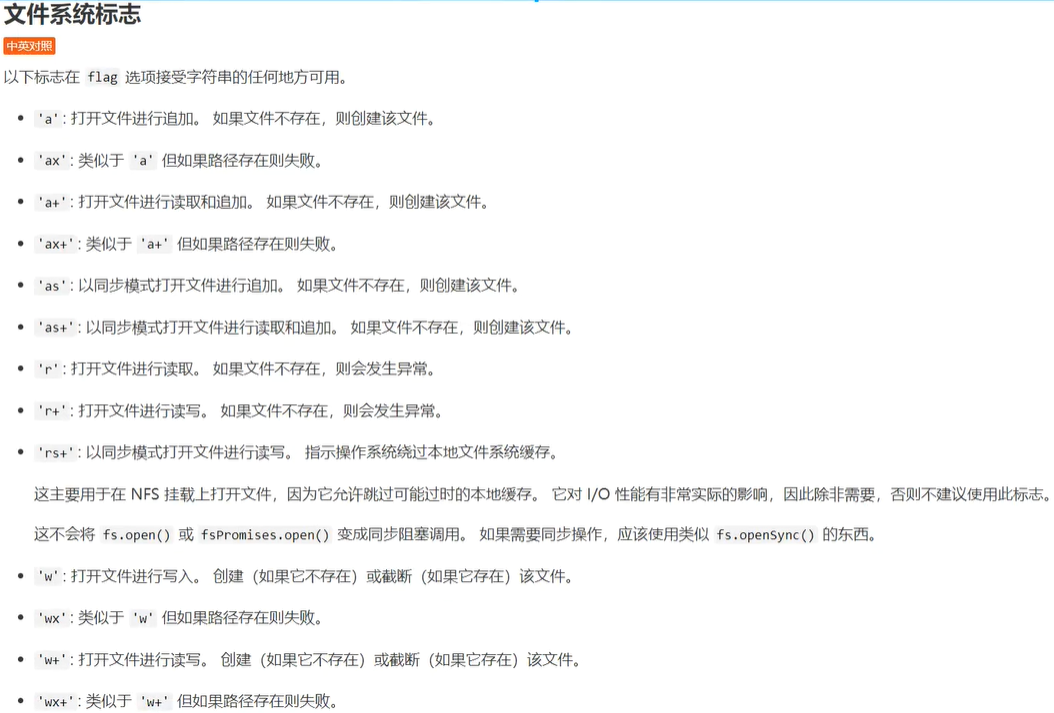 文件系统标志
中英对照
以下标志在 flag 选项接受字符串的任何地方可用。
'a': 打开文件进行追加。 如果文件不存在，则创建该文件。
'ax': 类似于 'a' 但如果路径存在则失败。
'a+': 打开文件进行读取和追加。 如果文件不存在，则创建该文件。
'ax+': 类似于 'a+' 但如果路径存在则失败。
'as': 以同步模式打开文件进行追加。 如果文件不存在，则创建该文件。
'as+': 以同步模式打开文件进行读取和追加。 如果文件不存在，则创建该文件。
'r': 打开文件进行读取。 如果文件不存在，则会发生异常。
'r+': 打开文件进行读写。 如果文件不存在，则会发生异常。
'rs+': 以同步模式打开文件进行读写。 指示操作系统绕过本地文件系统缓存。
这主要用于在 NFS 挂载上打开文件，因为它允许跳过可能过时的本地缓存。 它对 I/O 性能有非常实际的影响，因此除非需要，否则不建议使用此标志。
这不会将 fs.open() 或 fsPromises.open() 变成同步阻塞调用。 如果需要同步操作，应该使用类似 fs.openSync() 的东西。
'w': 打开文件进行写入。 创建（如果它不存在）或截断（如果它存在）该文件。
'wx': 类似于 'w' 但如果路径存在则失败。
'w+': 打开文件进行读写。 创建（如果它不存在）或截断（如果它存在）该文件。
'wx+': 类似于 'w+' 但如果路径存在则失败。